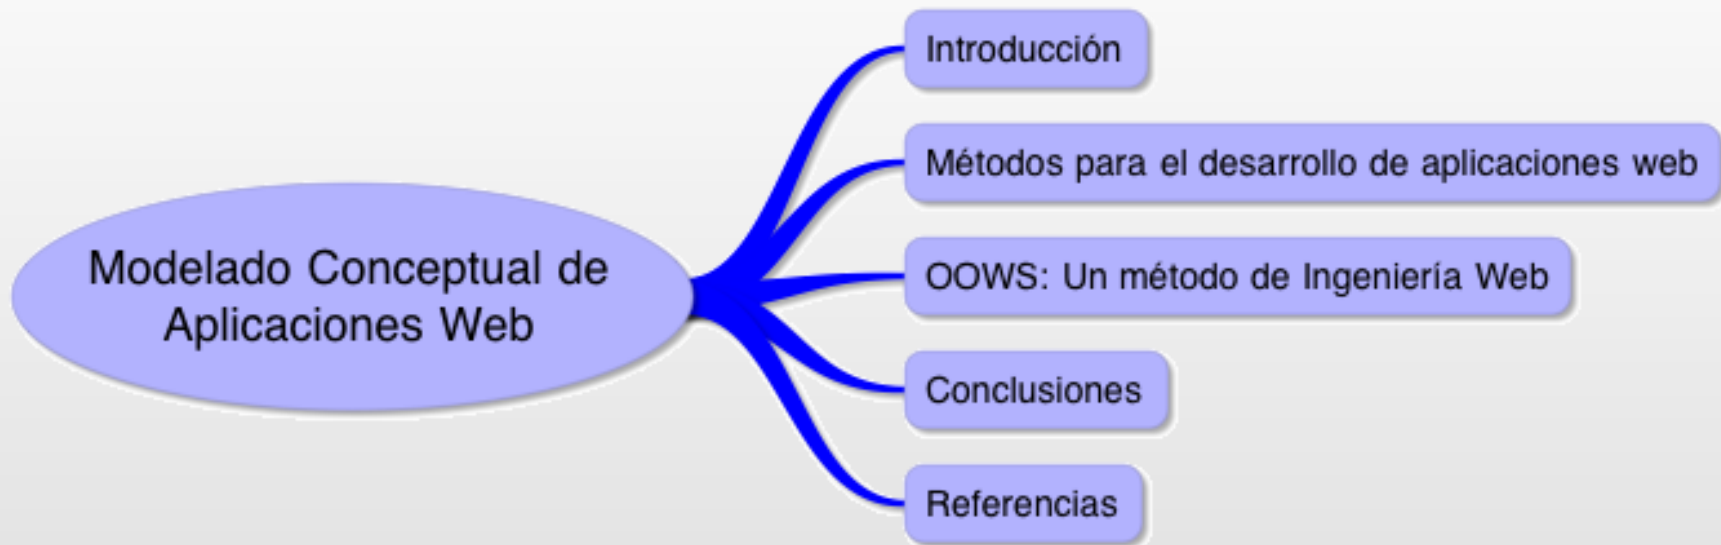 Modelado Conceptual de
Aplicaciones Web
Introducción
Métodos para el desarrollo de aplicaciones web
OOWS: Un método de Ingeniería Web
Conclusiones
Referencias